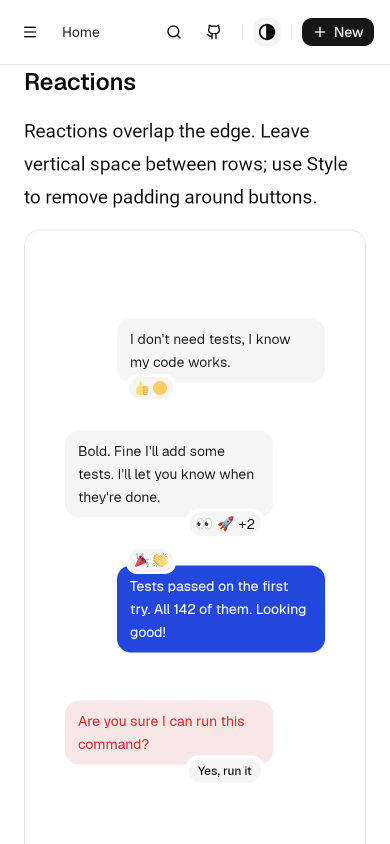 Home
New
Reactions
Reactions overlap the edge. Leave
vertical space between rows; use Style
to remove padding around buttons.
I don't need tests, I know
my code works.
Bold. Fine I'll add some
tests. I'll let you know when
they're done.
+2
Tests passed on the first
try. All 142 of them. Looking
good!
Are you sure I can run this
command?
Yes, run it